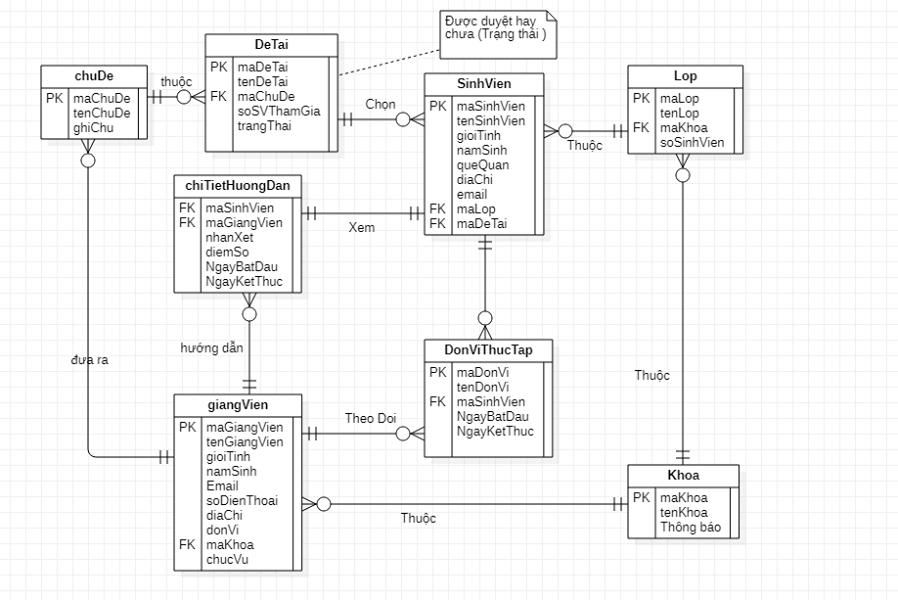 Được duyệt hay
chưa (Trạng thải )
DeTai
PK maDeTai
tenDeTai
FK maChuDe
soSVThamGia
trangThai
chuDe
PK maChuDe
tenChuDe
ghiChu
thuộc
Chọn
SinhVien
PK maSinhVien
tenSinhVien
gioiTinh
namSinh
queQuan
diaChi
email
FK maLop
FK maDeTai
Lop
PK maLop
tenLop
FK maKhoa
soSinhVien
Thuộc
chiTietHuongDan
FK maSinhVien
FK maGiangVien
nhanXet
diemSo
NgayBatDau
NgayKetThuc
Xem
hướng dẫn
đưa ra
DonViThucTap
PK maDonVi
tenDonVi
FK maSinhVien
NgayBatDau
NgayKetThuc
Thuộc
giangVien
PK maGiangVien
tenGiangVien
gioiTinh
namSinh
Email
soDienThoai
diaChi
donVi
FK maKhoa
chucVu
Theo Doi
Thuộc
Khoa
PK maKhoa
tenKhoa
Thông báo